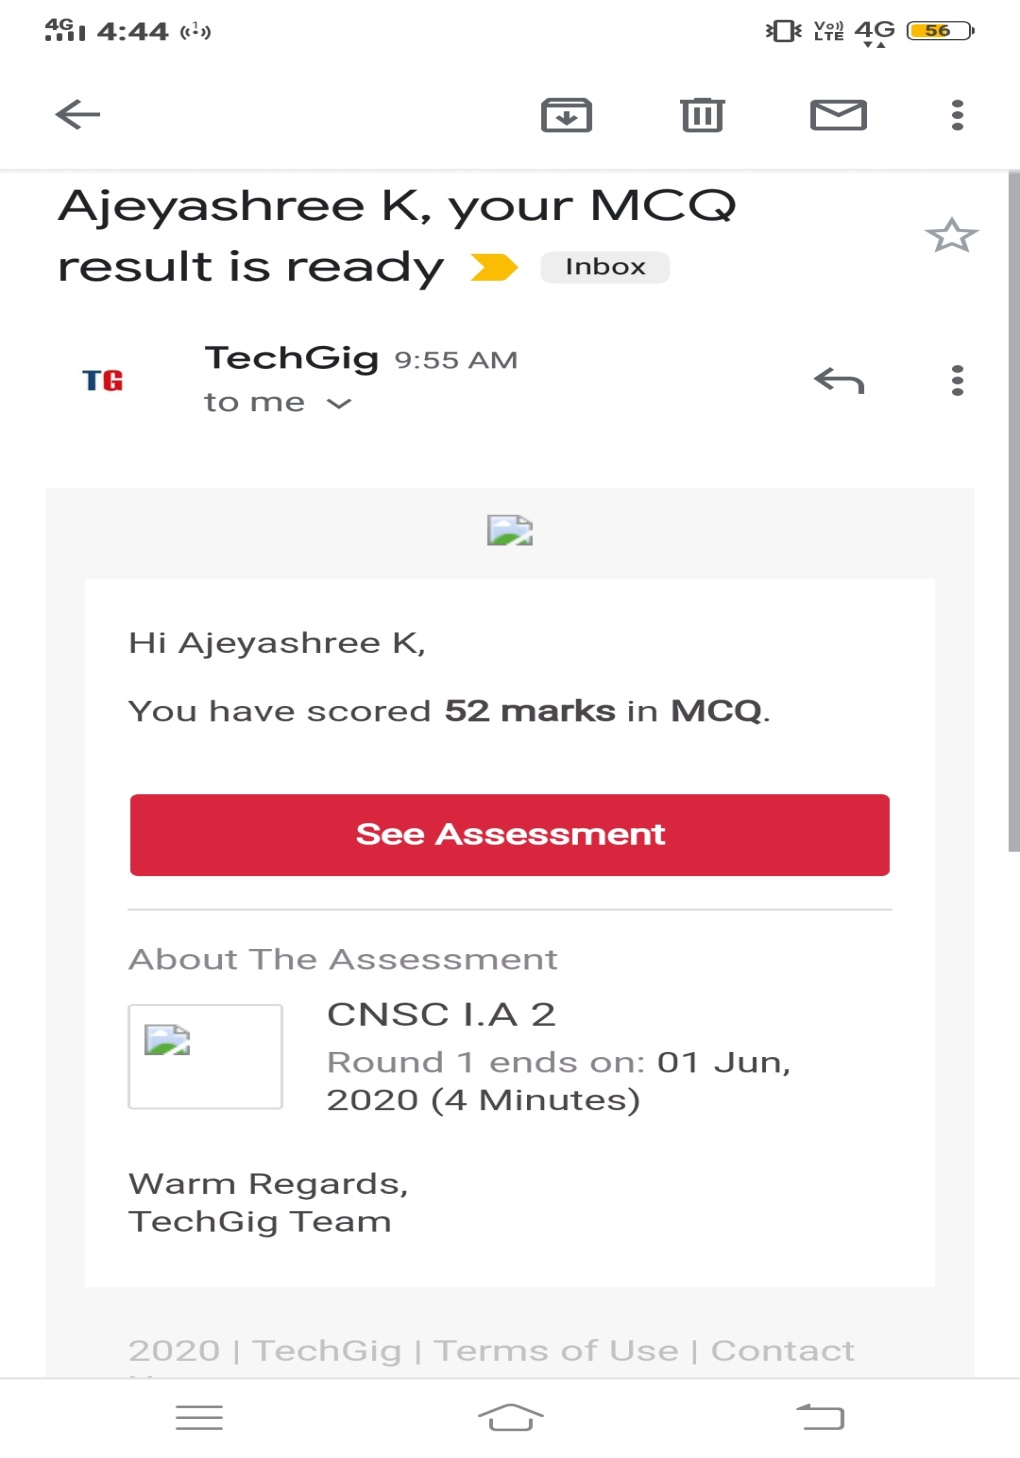 4G 4:44
VoLTE 4G 56
Ajeyashree K, your MCQ
result is ready Inbox
TechGig 9:55 AM
TG
to me
Hi Ajeyashree K,
You have scored 52 marks in MCQ.
See Assessment
About The Assessment
CNSC I.A 2
Round 1 ends on: 01 Jun,
2020 (4 Minutes)
Warm Regards,
TechGig Team
2020 | TechGig | Terms of Use | Contact